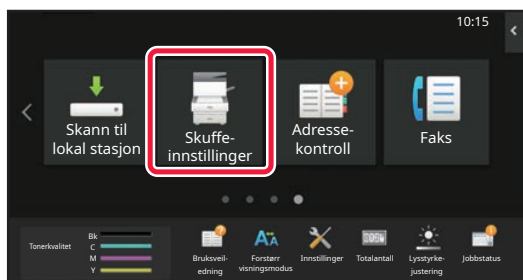 10:15
Skann til
lokal stasjon
Skuffe-
innstillinger
Adresse-
kontroll
Faks
Tonerkvalitet
Bk
C
M
Y
Bruksveil-
edning
Forstørr
visningsmodus
Innstillinger
Totalantall
Lysstyrke-
justering
Jobbstatus